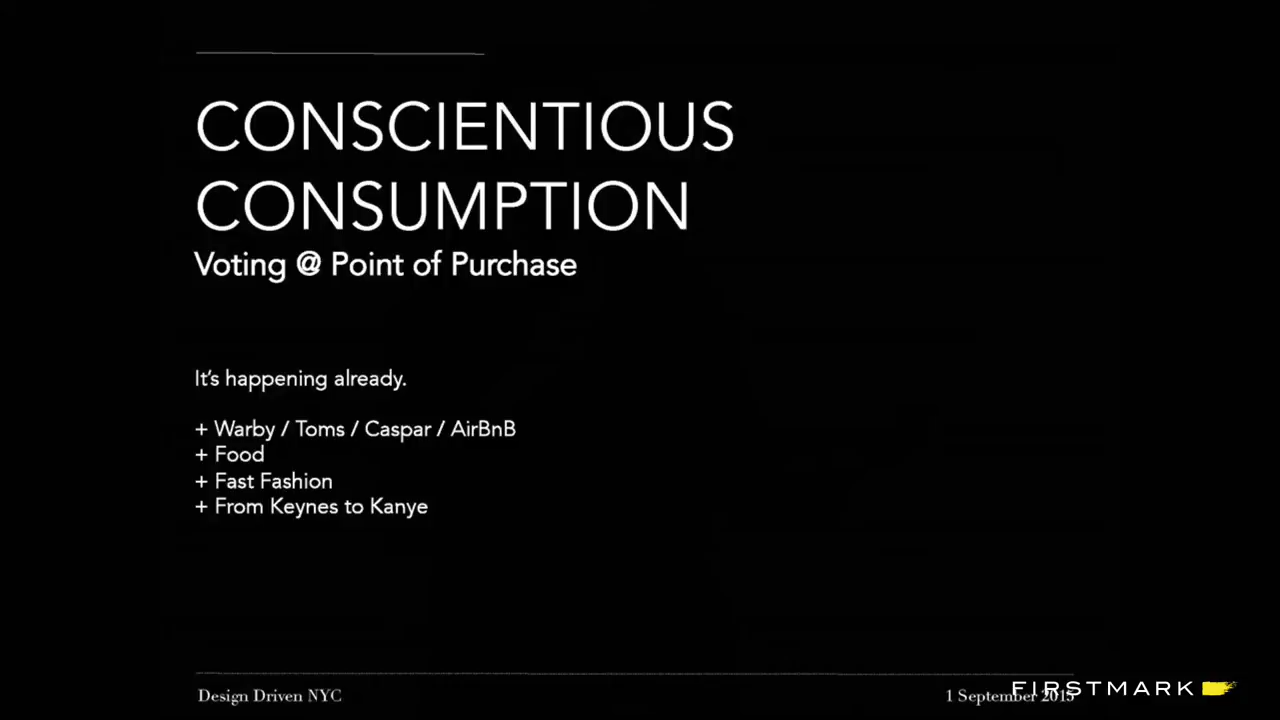 CONSCIENTIOUS
CONSUMPTION
Voting @ Point of Purchase
It's happening already.
+ Warby / Toms / Caspar / AirBnB
+ Food
+ Fast Fashion
+ From Keynes to Kanye
Design Driven NYC
1 September 2015
FIRSTMARK